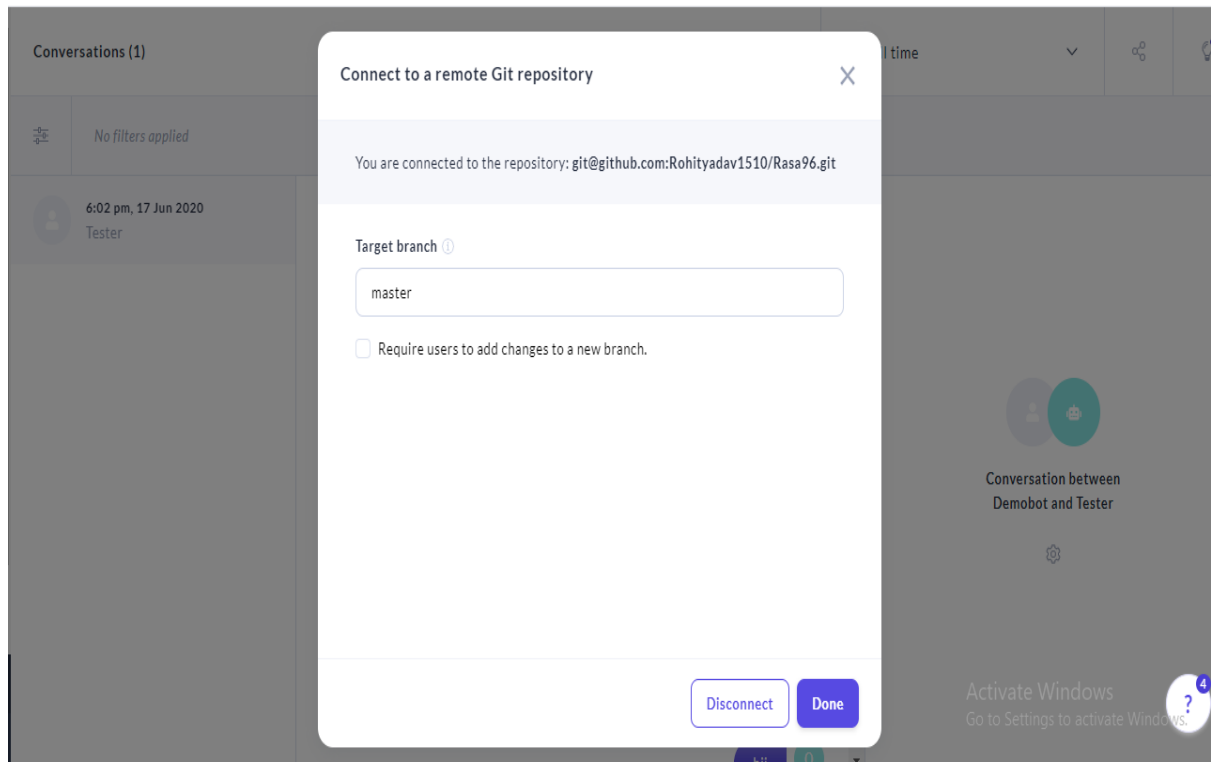 Conversations (1)
l time
No filters applied
6:02 pm, 17 Jun 2020
Tester
Connect to a remote Git repository
You are connected to the repository: git@github.com:Rohityadav1510/Rasa96.git
Target branch
master
Require users to add changes to a new branch.
Disconnect
Done
Conversation between
Demobot and Tester
Activate Windows
Go to Settings to activate Windows.
4
?